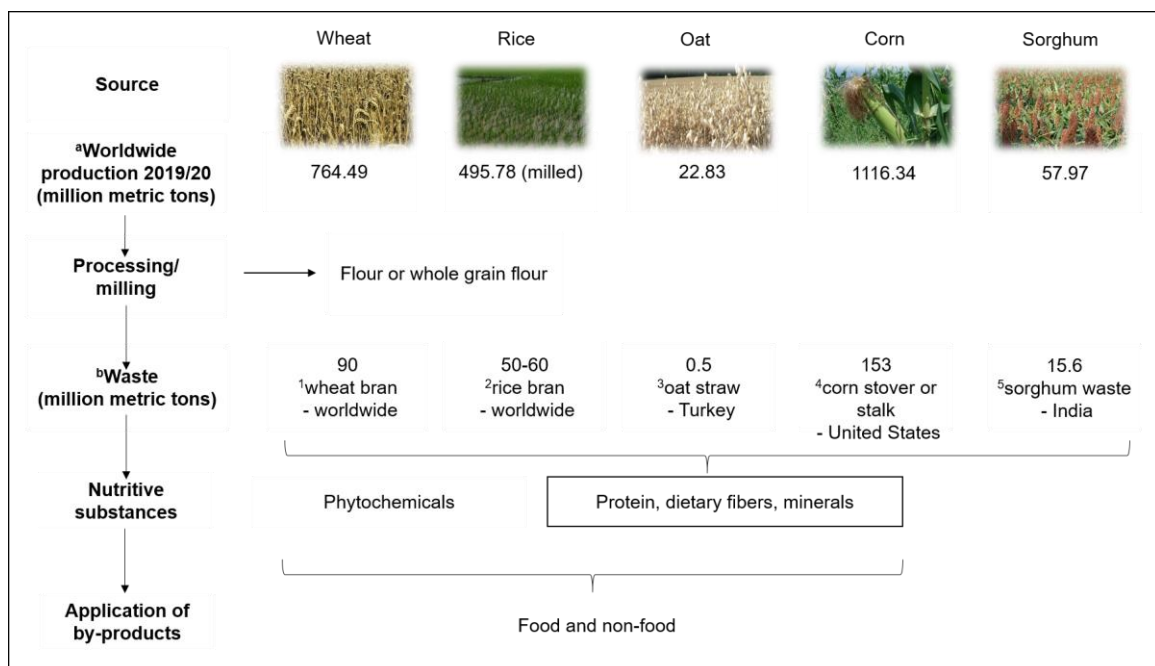 Wheat
Rice
Oat
Corn
Sorghum
Source
aWorldwide
production 2019/20
(million metric tons)
764.49
495.78 (milled)
22.83
1116.34
57.97
Processing/
milling
Flour or whole grain flour
bWaste
(million metric tons)
90
1wheat bran
- worldwide
50-60
2rice bran
- worldwide
0.5
3oat straw
- Turkey
153
4corn stover or
stalk
- United States
15.6
5sorghum waste
- India
Nutritive
substances
Phytochemicals
Protein, dietary fibers, minerals
Application of
by-products
Food and non-food